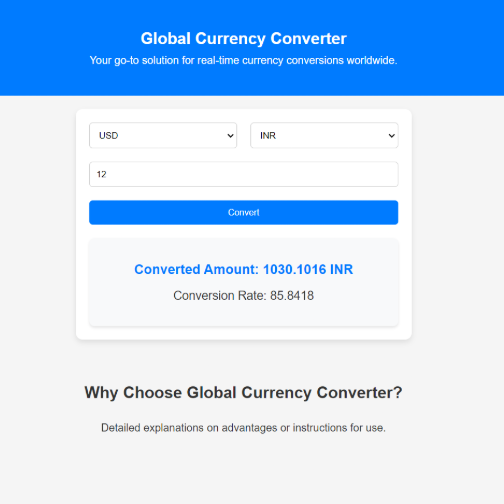 Global Currency Converter
Your go-to solution for real-time currency conversions worldwide.
USD
INR
12
Convert
Converted Amount: 1030.1016 INR
Conversion Rate: 85.8418
Why Choose Global Currency Converter?
Detailed explanations on advantages or instructions for use.